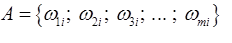 A = {ω₁ᵢ; ω₂ᵢ; ω₃ᵢ; ...; ωₘᵢ}